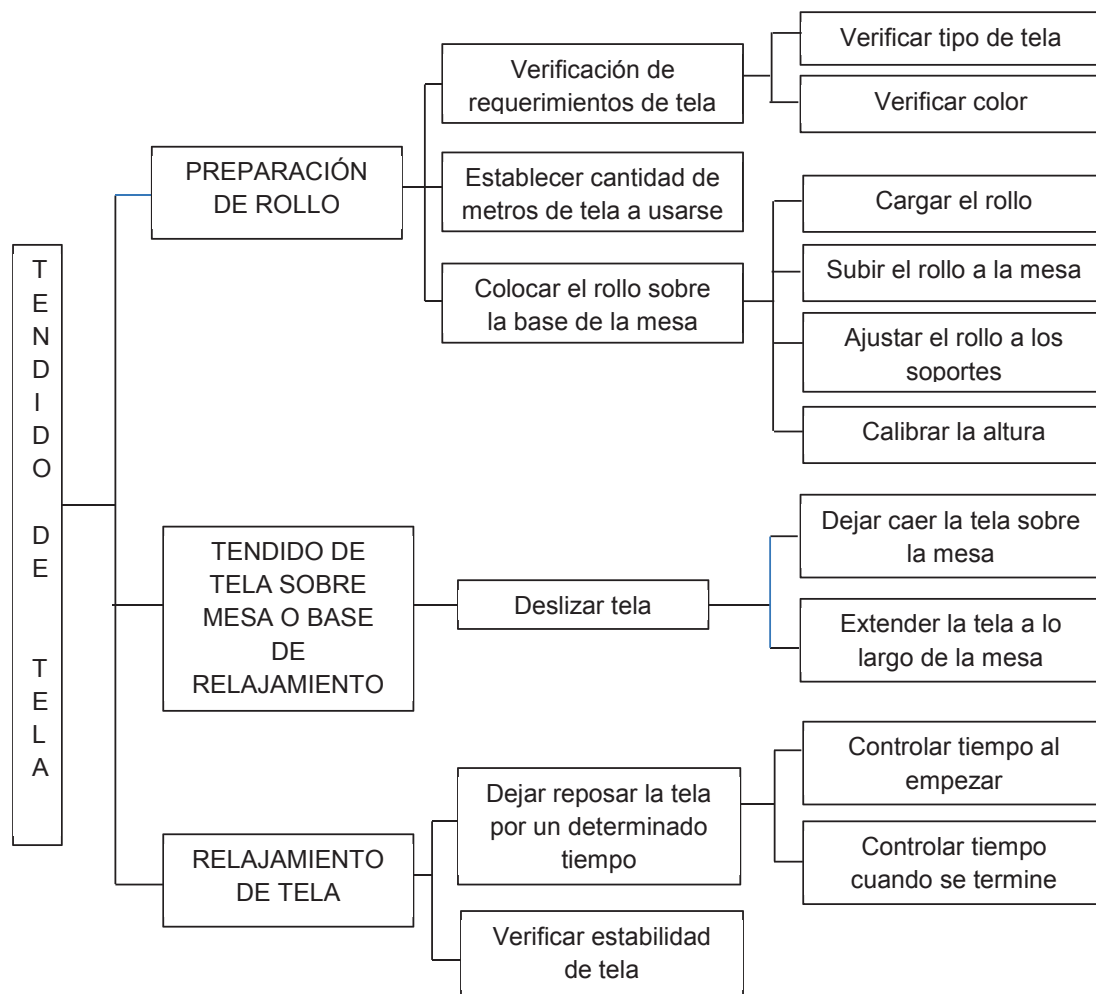 TENDIDO DE TELA
PREPARACIÓN
DE ROLLO
Verificación de
requerimientos de tela
Verificar tipo de tela
Verificar color
Establecer cantidad de
metros de tela a usarse
Colocar el rollo sobre
la base de la mesa
Cargar el rollo
Subir el rollo a la mesa
Ajustar el rollo a los
soportes
Calibrar la altura
TENDIDO DE
TELA SOBRE
MESA O BASE
DE
RELAJAMIENTO
Deslizar tela
Dejar caer la tela sobre
la mesa
Extender la tela a lo
largo de la mesa
RELAJAMIENTO
DE TELA
Dejar reposar la tela
por un determinado
tiempo
Controlar tiempo al
empezar
Controlar tiempo
cuando se termine
Verificar estabilidad
de tela